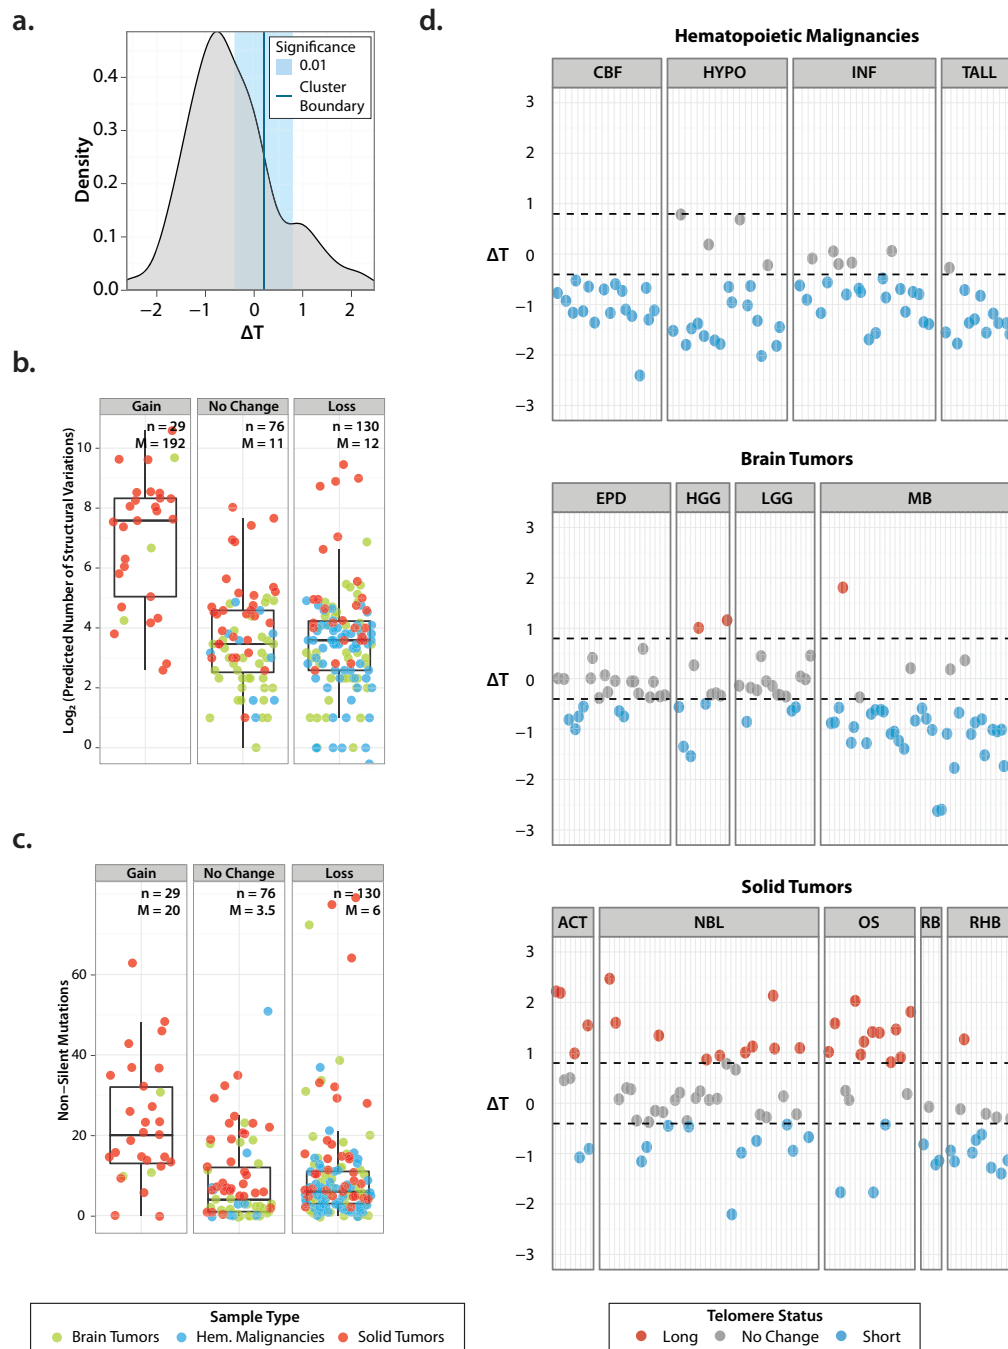 a.
Significance
0.01
Cluster
Boundary
0.4
0.3
0.2
0.1
0.0
Density
−2
−1
0
1
2
ΔT
b.
Gain
No Change
Loss
n = 29
M = 192
n = 76
M = 11
n = 130
M = 12
10
8
6
4
2
0
Log₂ (Predicted Number of Structural Variations)
c.
Gain
No Change
Loss
n = 29
M = 20
n = 76
M = 3.5
n = 130
M = 6
60
40
20
0
Non−Silent Mutations
Sample Type
Brain Tumors
Hem. Malignancies
Solid Tumors
d.
Hematopoietic Malignancies
CBF
HYPO
INF
TALL
3
2
1
0
−1
−2
−3
ΔT
Brain Tumors
EPD
HGG
LGG
MB
3
2
1
0
−1
−2
−3
ΔT
Solid Tumors
ACT
NBL
OS
RB
RHB
3
2
1
0
−1
−2
−3
ΔT
Telomere Status
Long
No Change
Short